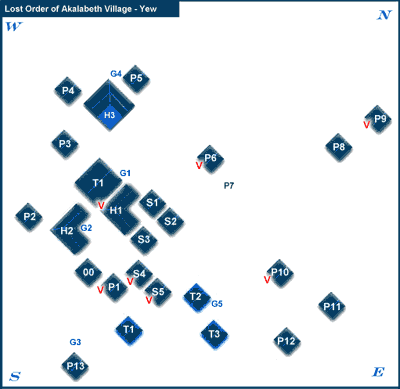 Lost Order of Akalabeth Village - Yew
W
N
G4
P5
P4
H3
P9
V
P3
P8
P6
V
G1
T1
P7
V
H1
S1
P2
S2
H2
G2
S3
00
S4
V
P10
V
P1
V
S5
V
T2
G5
P11
T1
T3
G3
P12
P13
S
E